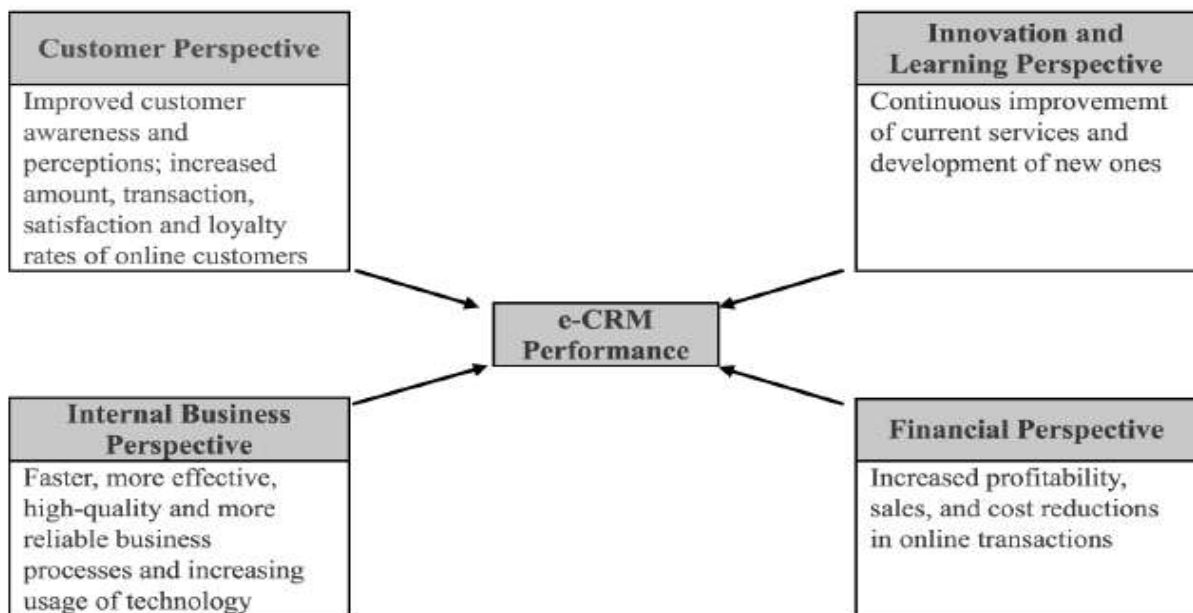 Customer Perspective
Improved customer
awareness and
perceptions; increased
amount, transaction,
satisfaction and loyalty
rates of online customers
Innovation and
Learning Perspective
Continuous improvememt
of current services and
development of new ones
e-CRM
Performance
Internal Business
Perspective
Faster, more effective,
high-quality and more
reliable business
processes and increasing
usage of technology
Financial Perspective
Increased profitability,
sales, and cost reductions
in online transactions